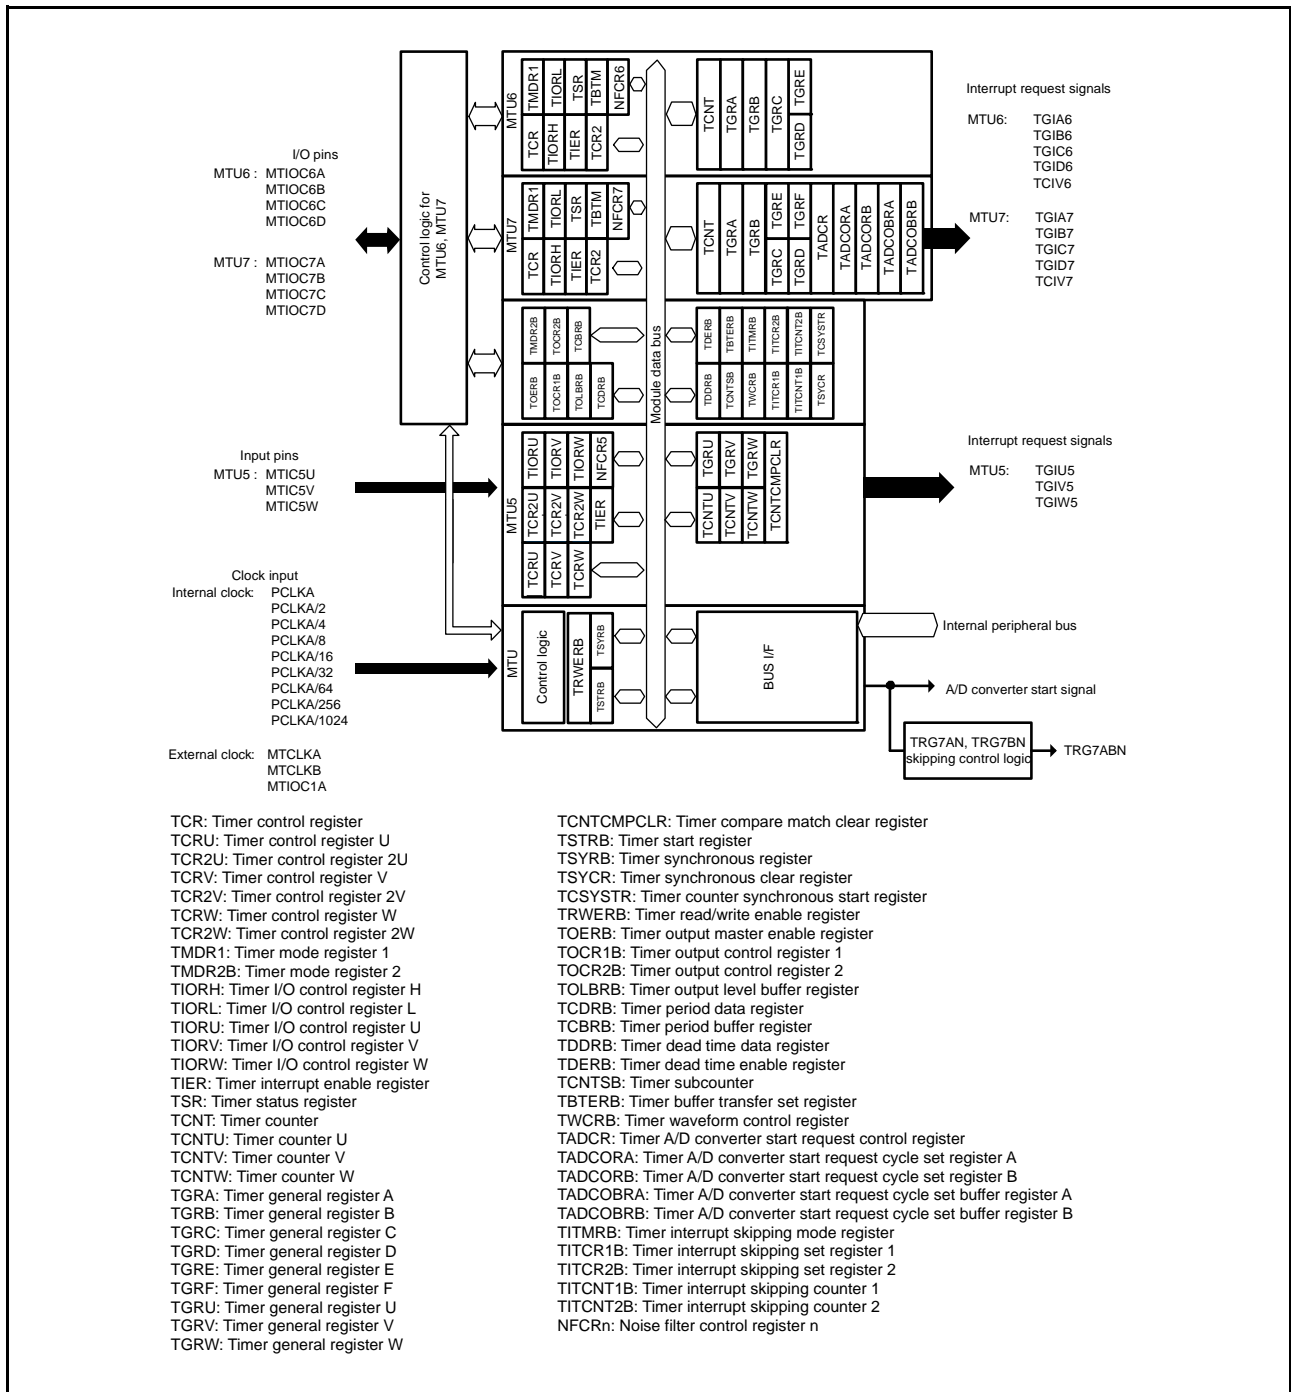 I/O pins
MTU6 : MTIOC6A
MTIOC6B
MTIOC6C
MTIOC6D
MTU7 : MTIOC7A
MTIOC7B
MTIOC7C
MTIOC7D
Input pins
MTU5 : MTIC5U
MTIC5V
MTIC5W
Clock input
Internal clock: PCLKA
PCLKA/2
PCLKA/4
PCLKA/8
PCLKA/16
PCLKA/32
PCLKA/64
PCLKA/256
PCLKA/1024
External clock: MTCLKA
MTCLKB
MTIOC1A
Control logic for
MTU6, MTU7
MTU6
TMDR1
TIORL
TSR
TBTM
NFCR6
TCR
TIORH
TIER
TCR2
TCNT
TGRA
TGRB
TGRC
TGRE
TGRD
MTU7
TMDR1
TIORL
TSR
TBTM
NFCR7
TCR
TIORH
TIER
TCR2
TCNT
TGRA
TGRB
TGRE
TGRF
TGRC
TGRD
TADCR
TADCORA
TADCORB
TADCOBRA
TADCOBRB
TMDR2B
TOCR2B
TCBRB
TOERB
TOCR1B
TOLBRB
TCDRB
Module data bus
TDERB
TBTERB
TITMRB
TITCR2B
TITCNT2B
TCSYSTR
TDDRB
TCNTSB
TWCRB
TITCR1B
TITCNT1B
TSYCR
MTU5
TIORU
TIORV
TIORW
NFCR5
TCR2U
TCR2V
TCR2W
TIER
TCRU
TCRV
TCRW
TGRU
TGRV
TGRW
TCNTU
TCNTV
TCNTW
TCNTCMPCLR
MTU
Control logic
TRWERB
TSYRB
TSTRB
BUS I/F
Interrupt request signals
MTU6: TGIA6
TGIB6
TGIC6
TGID6
TCIV6
MTU7: TGIA7
TGIB7
TGIC7
TGID7
TCIV7
Interrupt request signals
MTU5: TGIU5
TGIV5
TGIW5
Internal peripheral bus
A/D converter start signal
TRG7AN, TRG7BN
skipping control logic
TRG7ABN
TCR: Timer control register
TCRU: Timer control register U
TCR2U: Timer control register 2U
TCRV: Timer control register V
TCR2V: Timer control register 2V
TCRW: Timer control register W
TCR2W: Timer control register 2W
TMDR1: Timer mode register 1
TMDR2B: Timer mode register 2
TIORH: Timer I/O control register H
TIORL: Timer I/O control register L
TIORU: Timer I/O control register U
TIORV: Timer I/O control register V
TIORW: Timer I/O control register W
TIER: Timer interrupt enable register
TSR: Timer status register
TCNT: Timer counter
TCNTU: Timer counter U
TCNTV: Timer counter V
TCNTW: Timer counter W
TGRA: Timer general register A
TGRB: Timer general register B
TGRC: Timer general register C
TGRD: Timer general register D
TGRE: Timer general register E
TGRF: Timer general register F
TGRU: Timer general register U
TGRV: Timer general register V
TGRW: Timer general register W
TCNTCMPCLR: Timer compare match clear register
TSTRB: Timer start register
TSYRB: Timer synchronous register
TSYCR: Timer synchronous clear register
TCSYSTR: Timer counter synchronous start register
TRWERB: Timer read/write enable register
TOERB: Timer output master enable register
TOCR1B: Timer output control register 1
TOCR2B: Timer output control register 2
TOLBRB: Timer output level buffer register
TCDRB: Timer period data register
TCBRB: Timer period buffer register
TDDRB: Timer dead time data register
TDERB: Timer dead time enable register
TCNTSB: Timer subcounter
TBTERB: Timer buffer transfer set register
TWCRB: Timer waveform control register
TADCR: Timer A/D converter start request control register
TADCORA: Timer A/D converter start request cycle set register A
TADCORB: Timer A/D converter start request cycle set register B
TADCOBRA: Timer A/D converter start request cycle set buffer register A
TADCOBRB: Timer A/D converter start request cycle set buffer register B
TITMRB: Timer interrupt skipping mode register
TITCR1B: Timer interrupt skipping set register 1
TITCR2B: Timer interrupt skipping set register 2
TITCNT1B: Timer interrupt skipping counter 1
TITCNT2B: Timer interrupt skipping counter 2
NFCRn: Noise filter control register n